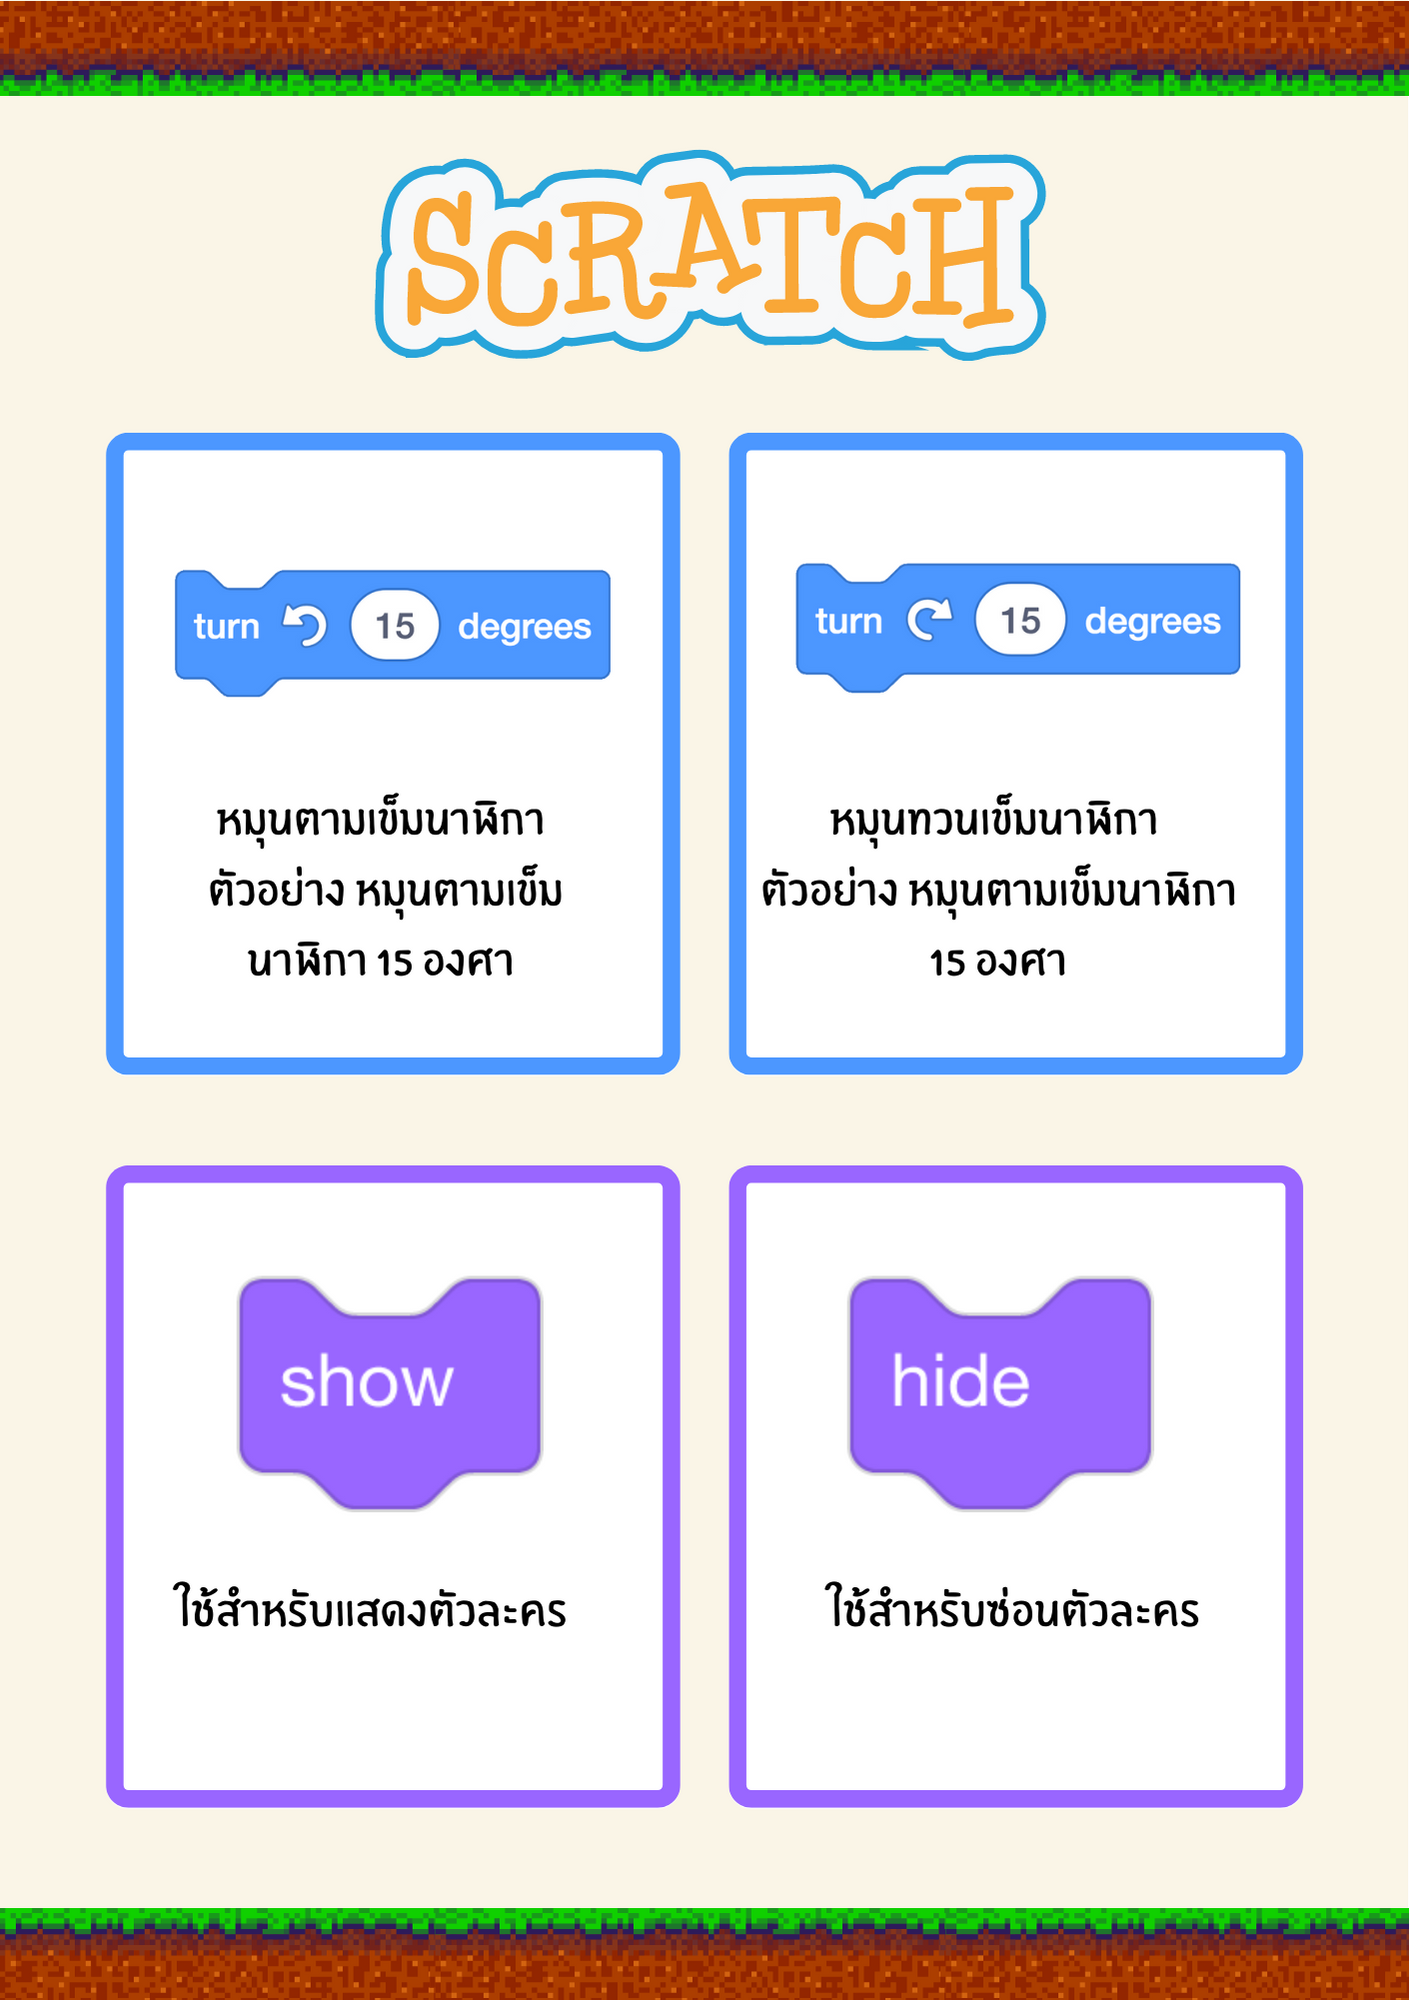 SCRATCH
turn 15 degrees
turn 15 degrees
หมุนตามเข็มนาฬิกา
ตัวอย่าง หมุนตามเข็ม
นาฬิกา 15 องศา
หมุนทวนเข็มนาฬิกา
ตัวอย่าง หมุนตามเข็มนาฬิกา
15 องศา
show
hide
ใช้สำหรับแสดงตัวละคร
ใช้สำหรับซ่อนตัวละคร